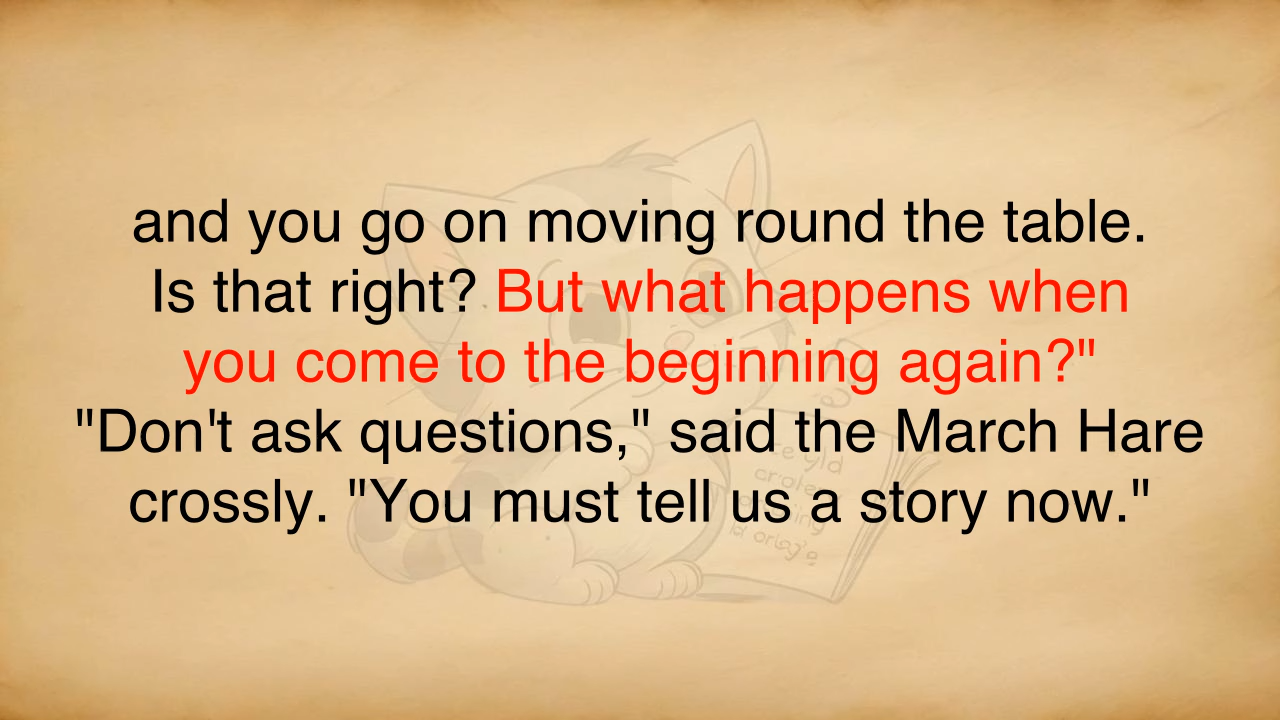 and you go on moving round the table.
Is that right? But what happens when
you come to the beginning again?"
"Don't ask questions," said the March Hare
crossly. "You must tell us a story now."